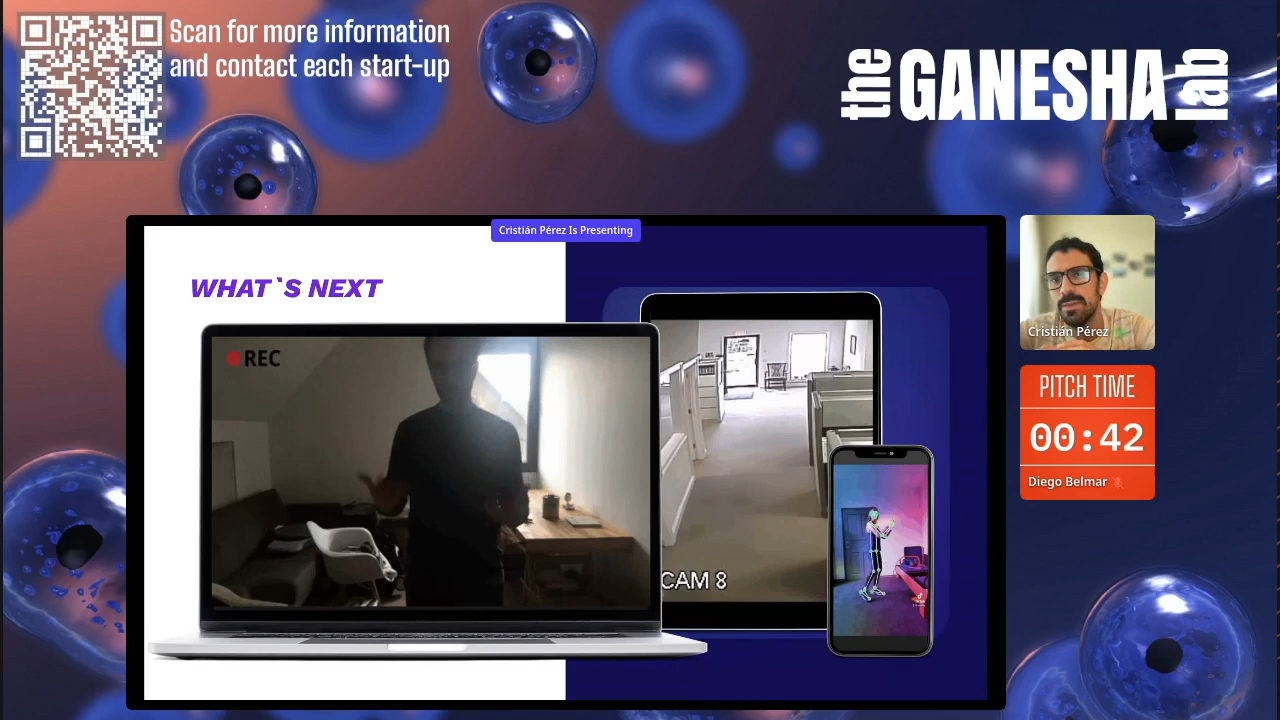 Scan for more information
and contact each start-up
the GANESHA lab
Cristián Pérez Is Presenting
WHAT`S NEXT
REC
CAM 8
Cristián Pérez
PITCH TIME
00:42
Diego Belmar